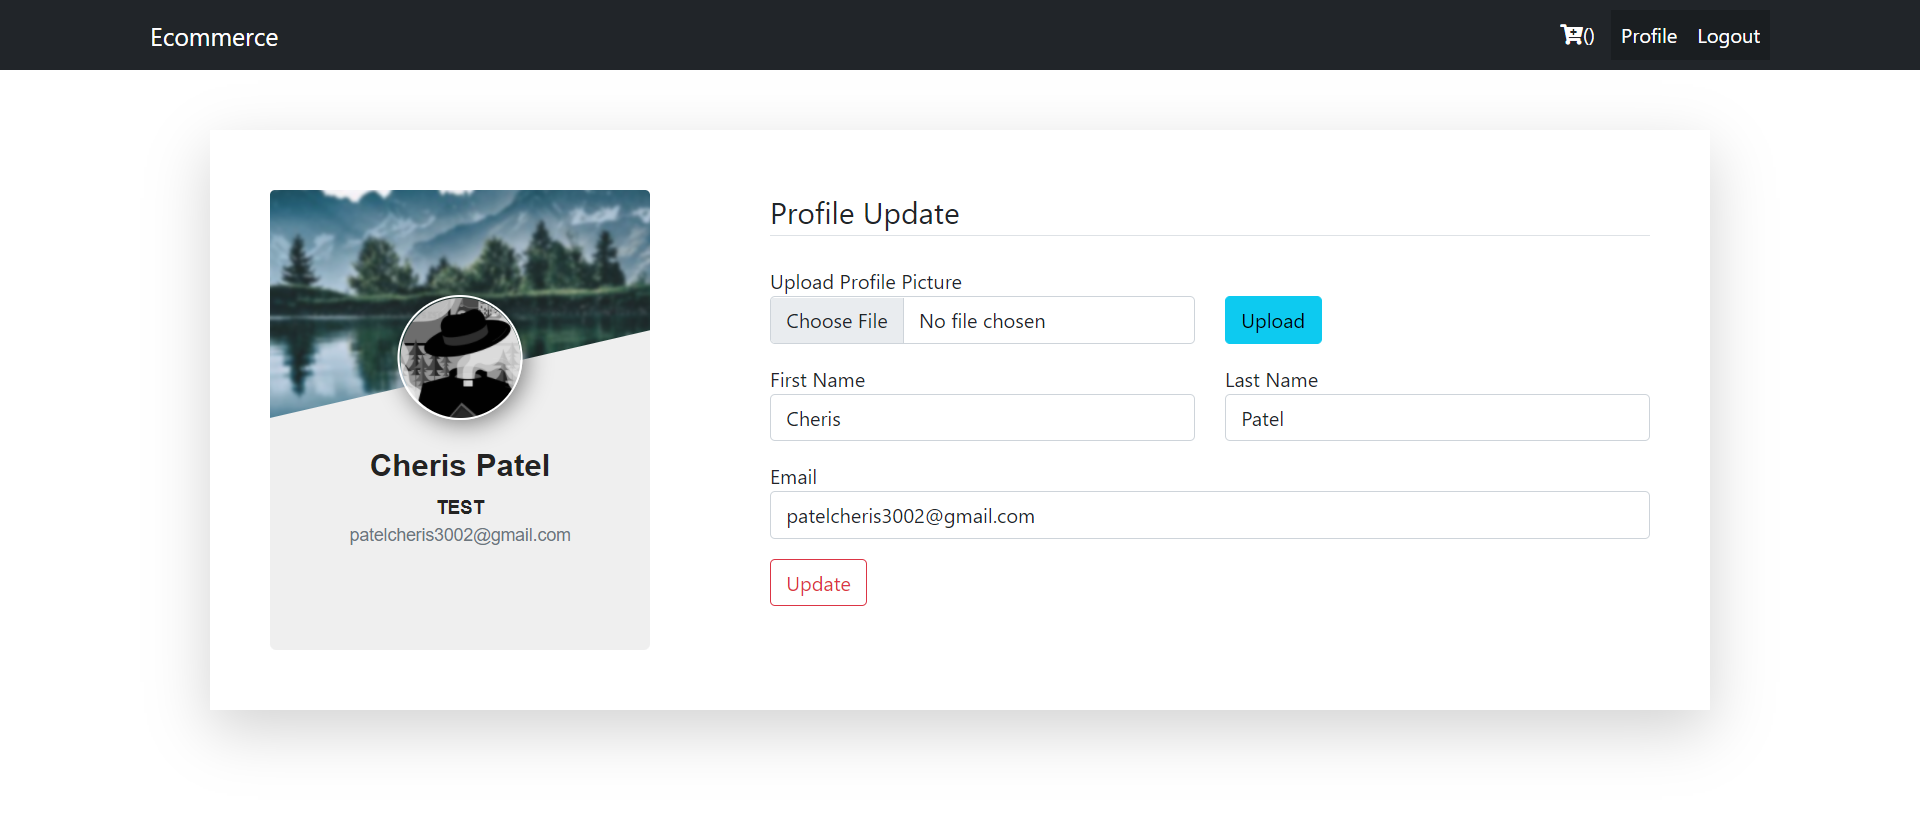 Ecommerce
() Profile Logout
Cheris Patel
TEST
patelcheris3002@gmail.com
Profile Update
Upload Profile Picture
Choose File No file chosen Upload
First Name Last Name
Cheris Patel
Email
patelcheris3002@gmail.com
Update